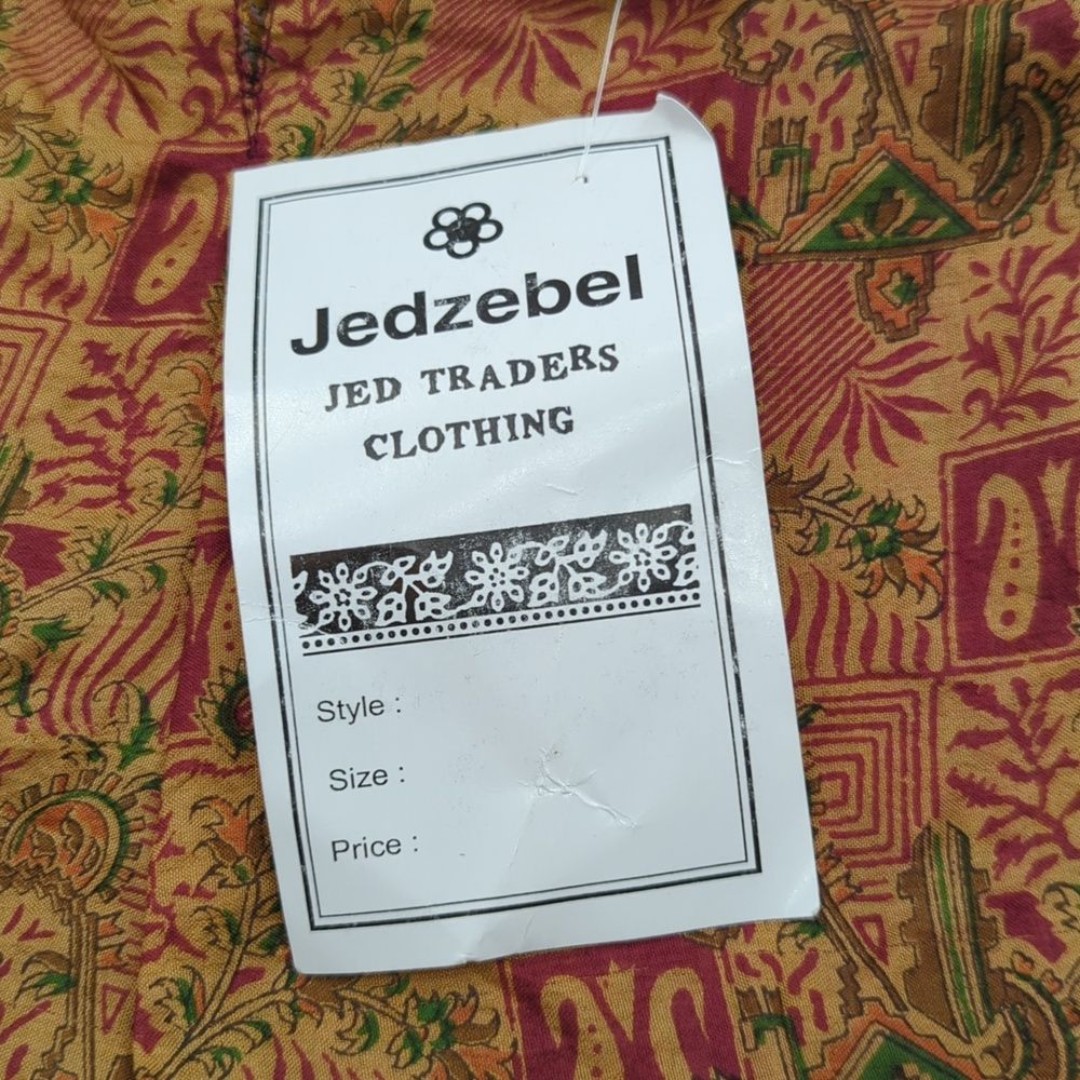 Jedzebel
JED TRADERS
CLOTHING
Style :
Size :
Price :